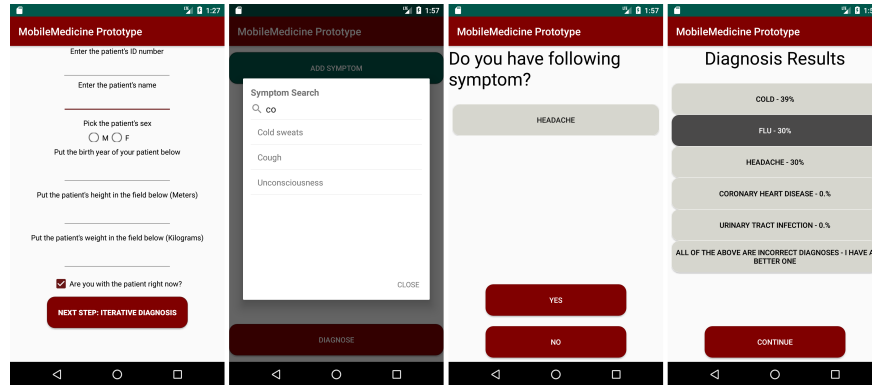 1:27
MobileMedicine Prototype
Enter the patient's ID number
Enter the patient's name
Pick the patient's sex
M F
Put the birth year of your patient below
Put the patient's height in the field below (Meters)
Put the patient's weight in the field below (Kilograms)
Are you with the patient right now?
NEXT STEP: ITERATIVE DIAGNOSIS
1:57
MobileMedicine Prototype
ADD SYMPTOM
Symptom Search
co
Cold sweats
Cough
Unconsciousness
CLOSE
DIAGNOSE
1:57
MobileMedicine Prototype
Do you have following
symptom?
HEADACHE
YES
NO
MobileMedicine Prototype
Diagnosis Results
COLD - 39%
FLU - 30%
HEADACHE - 30%
CORONARY HEART DISEASE - 0.%
URINARY TRACT INFECTION - 0.%
ALL OF THE ABOVE ARE INCORRECT DIAGNOSES - I HAVE A
BETTER ONE
CONTINUE